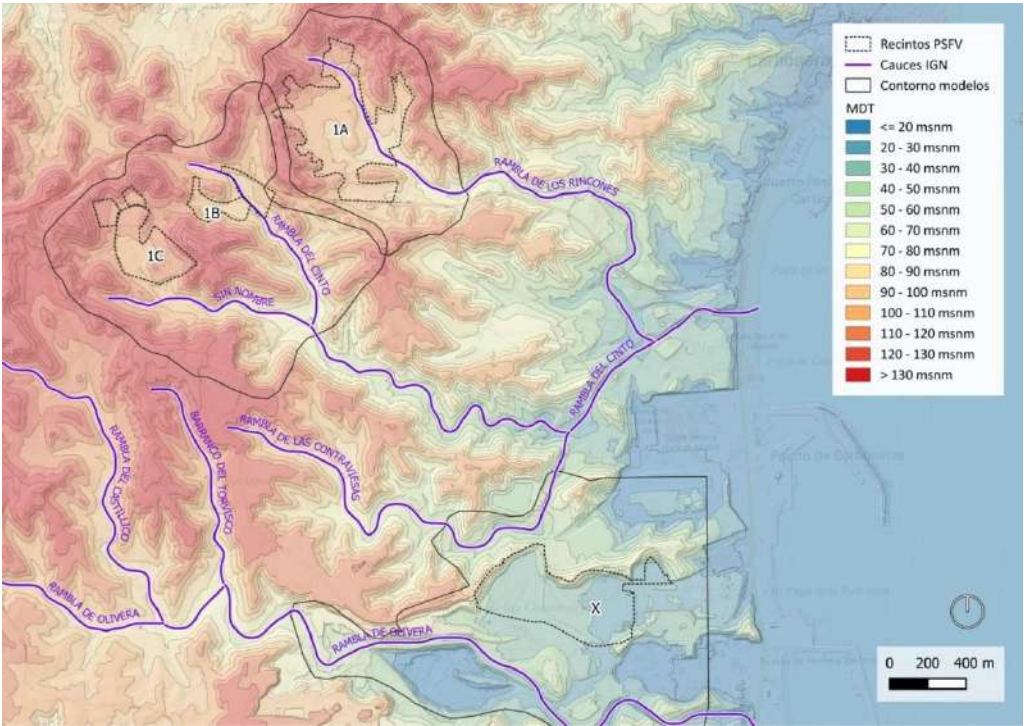 Recintos PSFV
Cauces IGN
Contorno modelos
MDT
<= 20 msnm
20 - 30 msnm
30 - 40 msnm
40 - 50 msnm
50 - 60 msnm
60 - 70 msnm
70 - 80 msnm
80 - 90 msnm
90 - 100 msnm
100 - 110 msnm
110 - 120 msnm
120 - 130 msnm
> 130 msnm
1A
RAMBLA DE LOS RINCONES
1B
RAMBLA DEL CINTO
1C
SIN NOMBRE
RAMBLA DEL CINTO
RAMBLA DEL CASTILLICO
BARRANCO DEL TORVISCO
RAMBLA DE LAS CONTRAVIESAS
RAMBLA DE OLIVERA
X
RAMBLA DE OLIVERA
0 200 400 m